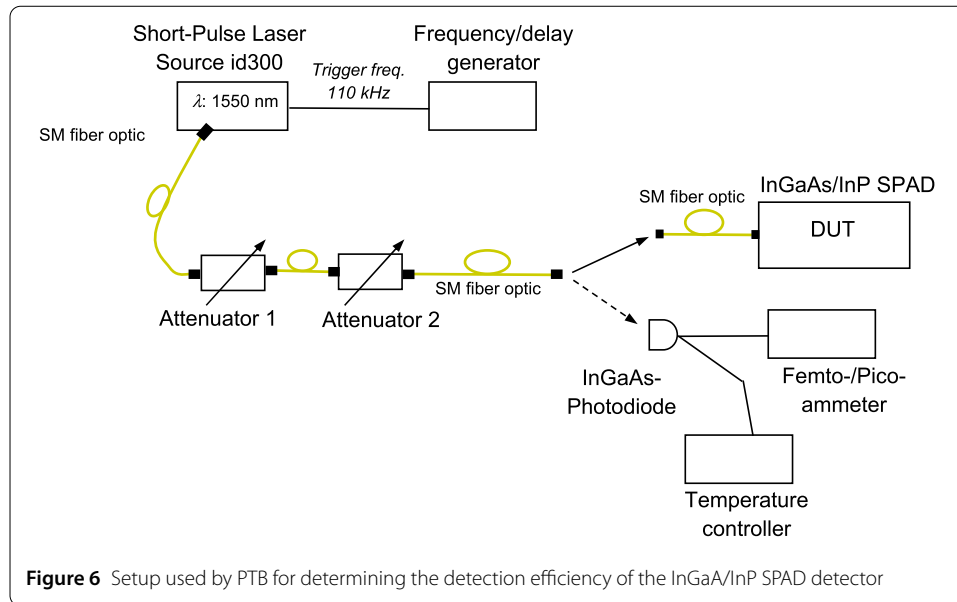 Short-Pulse Laser
Source id300
Frequency/delay
generator
Trigger freq.
110 kHz
λ: 1550 nm
SM fiber optic
InGaAs/InP SPAD
SM fiber optic
DUT
SM fiber optic
Attenuator 1
Attenuator 2
InGaAs-
Photodiode
Femto-/Pico-
ammeter
Temperature
controller
Figure 6 Setup used by PTB for determining the detection efficiency of the InGaA/InP SPAD detector